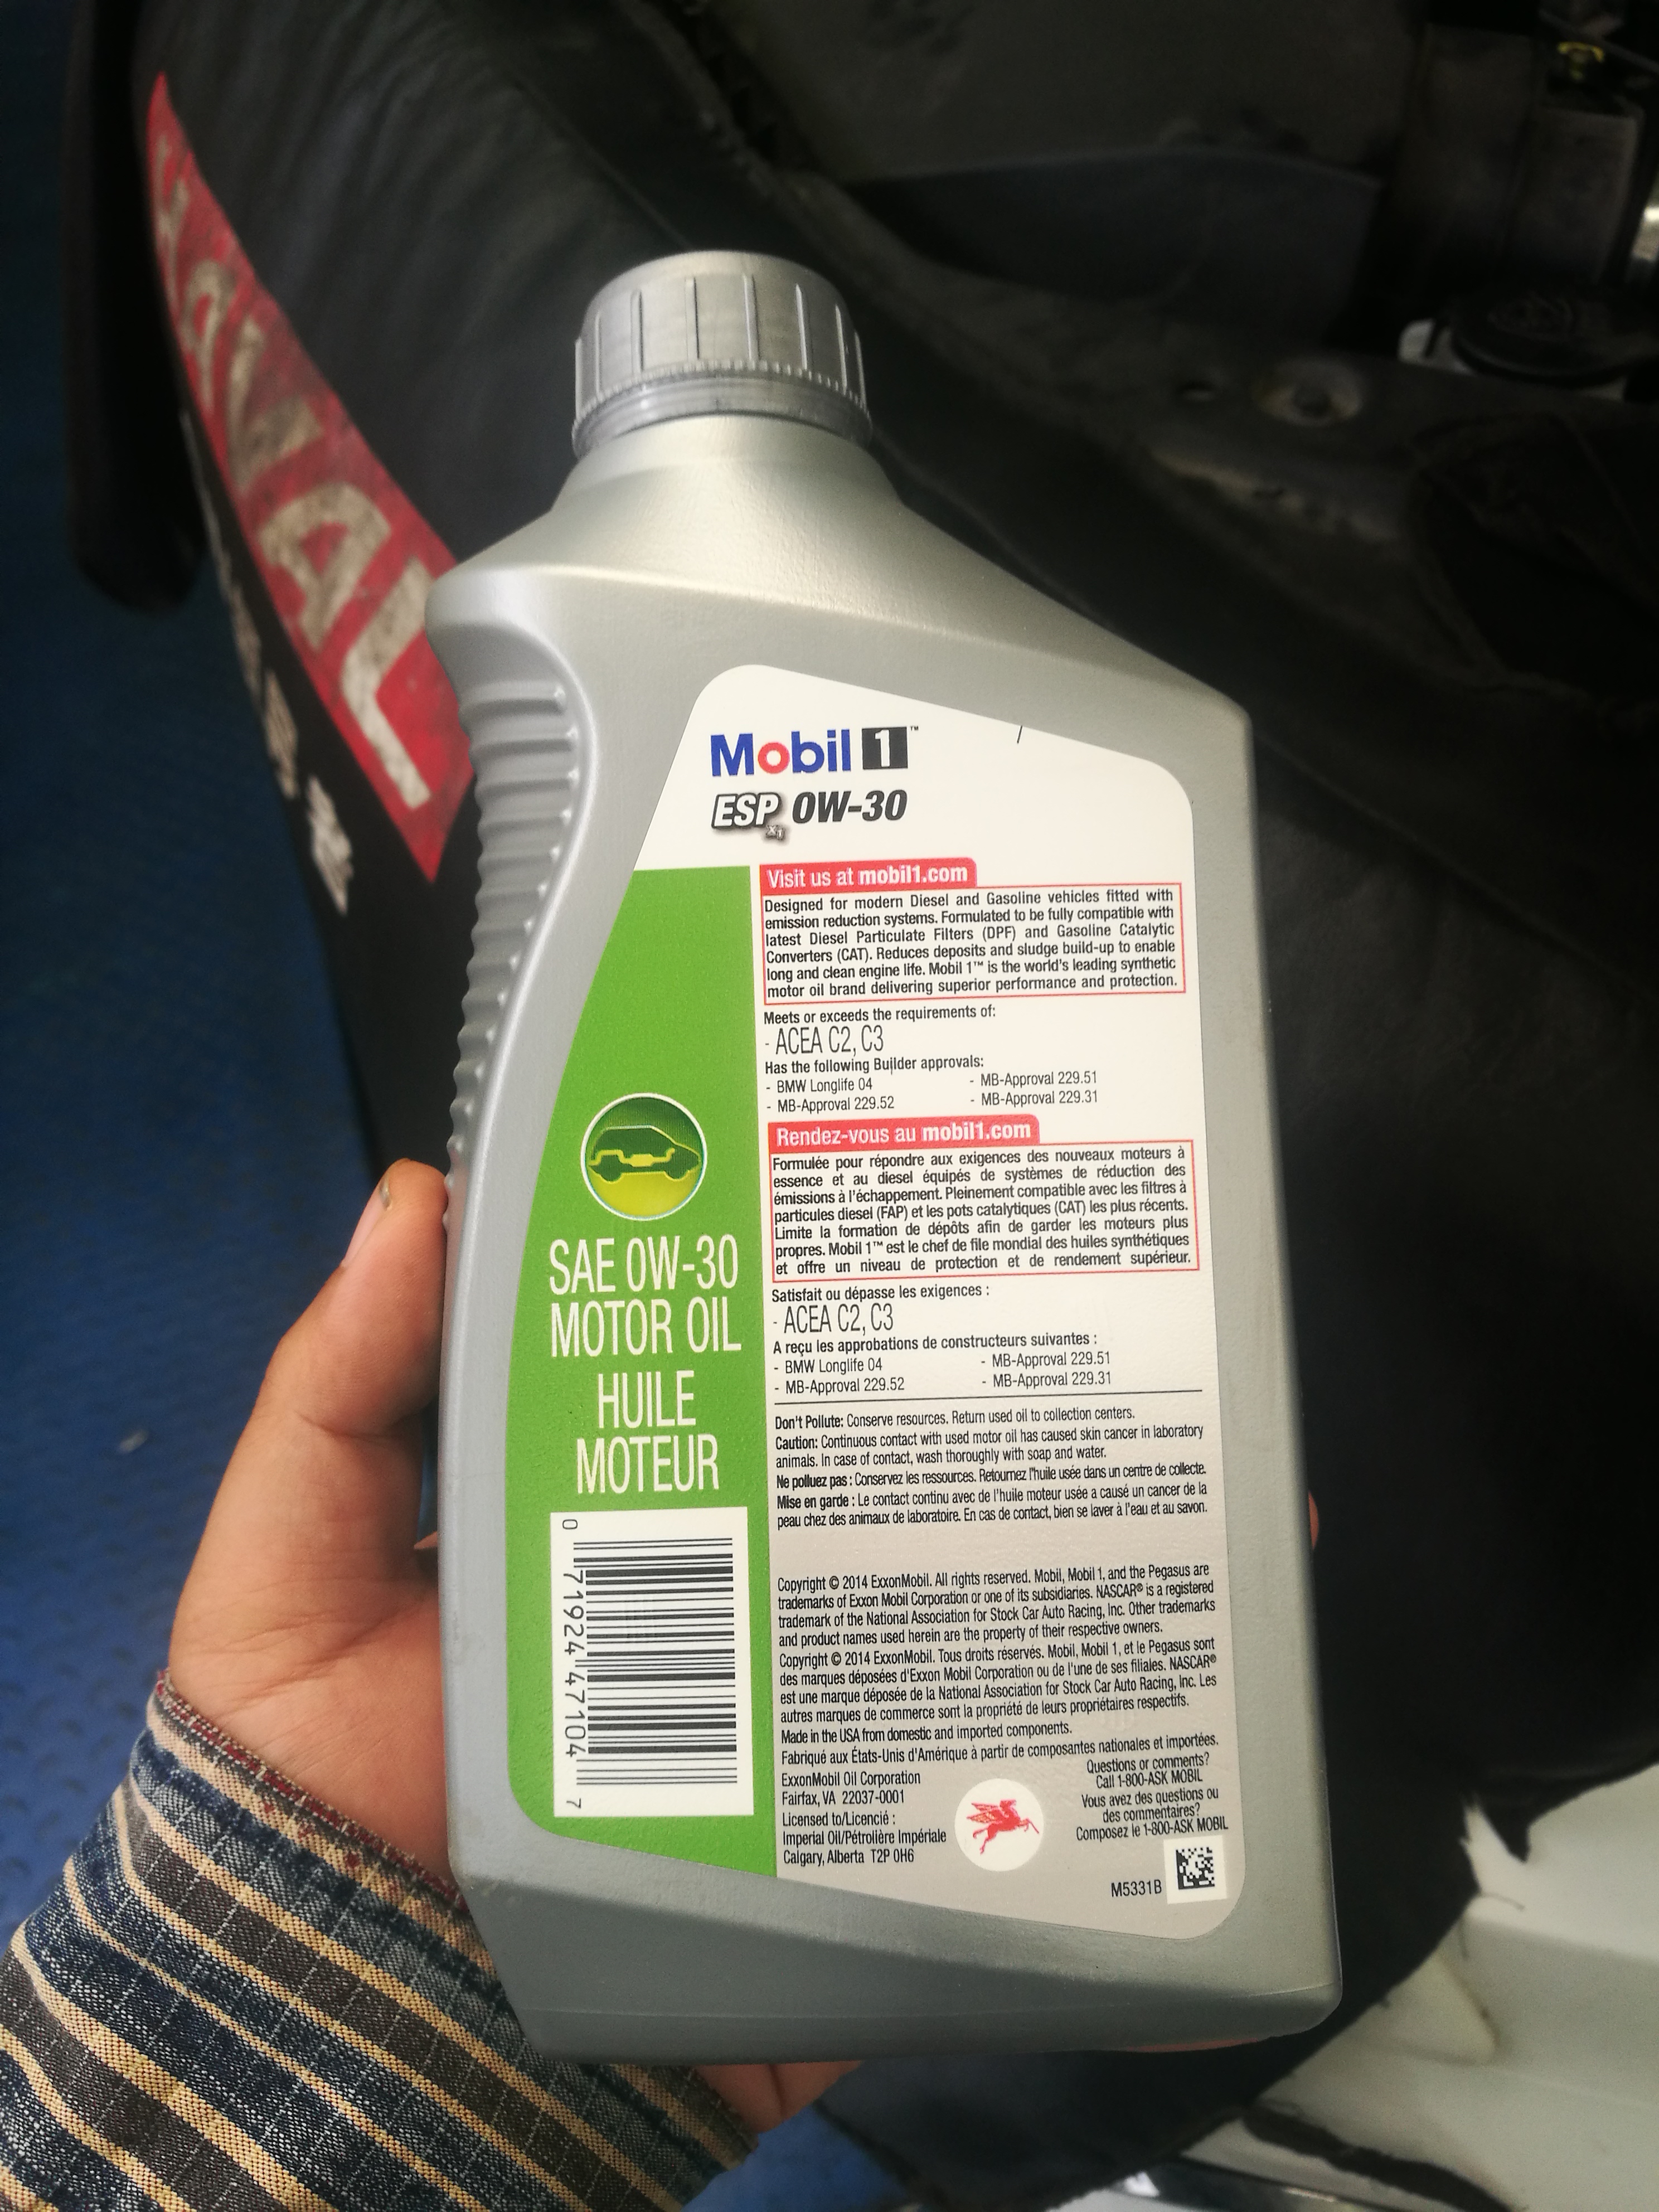 HAVAL
Mobil 1™
ESP x1 0W-30
Visit us at mobil1.com
Designed for modern Diesel and Gasoline vehicles fitted with
emission reduction systems. Formulated to be fully compatible with
latest Diesel Particulate Filters (DPF) and Gasoline Catalytic
Converters (CAT). Reduces deposits and sludge build-up to enable
long and clean engine life. Mobil 1™ is the world's leading synthetic
motor oil brand delivering superior performance and protection.
Meets or exceeds the requirements of:
- ACEA C2, C3
Has the following Builder approvals:
- BMW Longlife 04 - MB-Approval 229.51
- MB-Approval 229.52 - MB-Approval 229.31
Rendez-vous au mobil1.com
Formulée pour répondre aux exigences des nouveaux moteurs à
essence et au diesel équipés de systèmes de réduction des
émissions à l'échappement. Pleinement compatible avec les filtres à
particules diesel (FAP) et les pots catalytiques (CAT) les plus récents.
Limite la formation de dépôts afin de garder les moteurs plus
propres. Mobil 1™ est le chef de file mondial des huiles synthétiques
et offre un niveau de protection et de rendement supérieur.
Satisfait ou dépasse les exigences :
- ACEA C2, C3
A reçu les approbations de constructeurs suivantes :
- BMW Longlife 04 - MB-Approval 229.51
- MB-Approval 229.52 - MB-Approval 229.31
Don't Pollute: Conserve resources. Return used oil to collection centers.
Caution: Continuous contact with used motor oil has caused skin cancer in laboratory
animals. In case of contact, wash thoroughly with soap and water.
Ne polluez pas : Conservez les ressources. Retournez l'huile usée dans un centre de collecte.
Mise en garde : Le contact continu avec de l'huile moteur usée a causé un cancer de la
peau chez des animaux de laboratoire. En cas de contact, bien se laver à l'eau et au savon.
Copyright © 2014 ExxonMobil. All rights reserved. Mobil, Mobil 1, and the Pegasus are
trademarks of Exxon Mobil Corporation or one of its subsidiaries. NASCAR® is a registered
trademark of the National Association for Stock Car Auto Racing, Inc. Other trademarks
and product names used herein are the property of their respective owners.
Copyright © 2014 ExxonMobil. Tous droits réservés. Mobil, Mobil 1, et le Pegasus sont
des marques déposées d'Exxon Mobil Corporation ou de l'une de ses filiales. NASCAR®
est une marque déposée de la National Association for Stock Car Auto Racing, Inc. Les
autres marques de commerce sont la propriété de leurs propriétaires respectifs.
Made in the USA from domestic and imported components.
Fabriqué aux États-Unis d'Amérique à partir de composantes nationales et importées.
ExxonMobil Oil Corporation
Fairfax, VA 22037-0001
Licensed to/Licencié :
Imperial Oil/Pétrolière Impériale
Calgary, Alberta T2P 0H6
Questions or comments?
Call 1-800-ASK MOBIL
Vous avez des questions ou
des commentaires?
Composez le 1-800-ASK MOBIL
M5331B
SAE 0W-30
MOTOR OIL
HUILE
MOTEUR
0 71924 47104 7